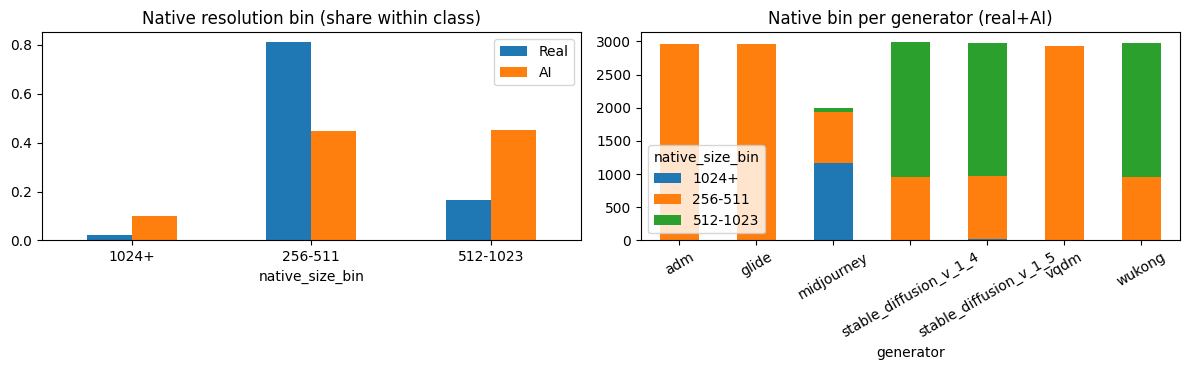 Native resolution bin (share within class)
0.8
0.6
0.4
0.2
0.0
Real
AI
1024+
256-511
512-1023
native_size_bin
Native bin per generator (real+AI)
3000
2500
2000
1500
1000
500
0
native_size_bin
1024+
256-511
512-1023
adm
glide
midjourney
stable_diffusion_v_1_4
stable_diffusion_v_1_5
vqdm
wukong
generator